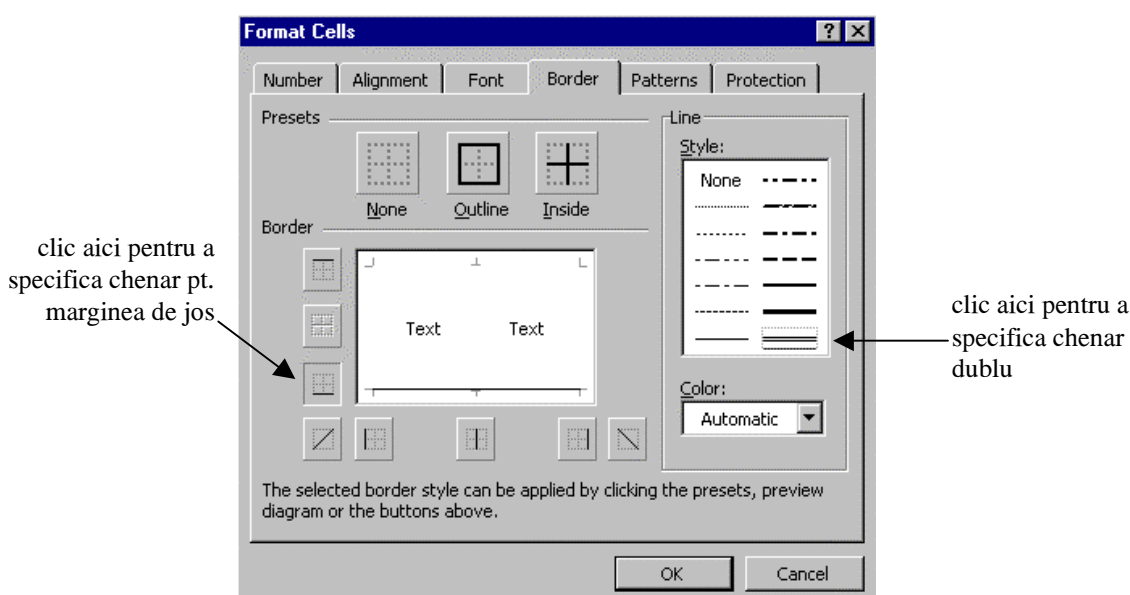 Format Cells
Number Alignment Font Border Patterns Protection
Presets
None Outline Inside
Border
Text Text
Line
Style:
None
Color:
Automatic
The selected border style can be applied by clicking the presets, preview
diagram or the buttons above.
OK Cancel
clic aici pentru a
specifica chenar pt.
marginea de jos
clic aici pentru a
specifica chenar
dublu